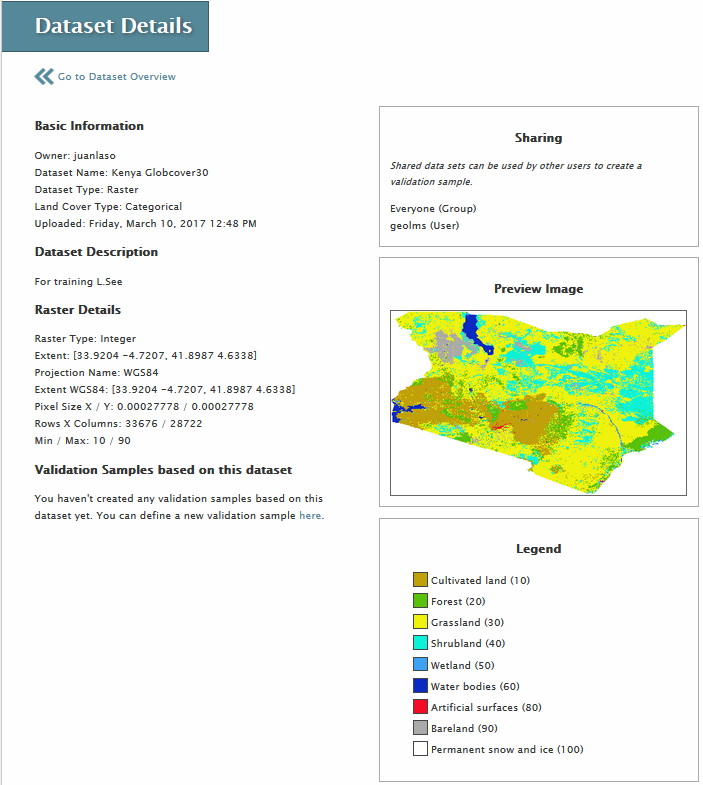 Dataset Details
Go to Dataset Overview
Basic Information
Owner: juanlaso
Dataset Name: Kenya Globcover30
Dataset Type: Raster
Land Cover Type: Categorical
Uploaded: Friday, March 10, 2017 12:48 PM
Dataset Description
For training L.See
Raster Details
Raster Type: Integer
Extent: [33.9204 -4.7207, 41.8987 4.6338]
Projection Name: WGS84
Extent WGS84: [33.9204 -4.7207, 41.8987 4.6338]
Pixel Size X / Y: 0.00027778 / 0.00027778
Rows X Columns: 33676 / 28722
Min / Max: 10 / 90
Validation Samples based on this dataset
You haven't created any validation samples based on this
dataset yet. You can define a new validation sample here.
Sharing
Shared data sets can be used by other users to create a
validation sample.
Everyone (Group)
geolms (User)
Preview Image
Legend
Cultivated land (10)
Forest (20)
Grassland (30)
Shrubland (40)
Wetland (50)
Water bodies (60)
Artificial surfaces (80)
Bareland (90)
Permanent snow and ice (100)